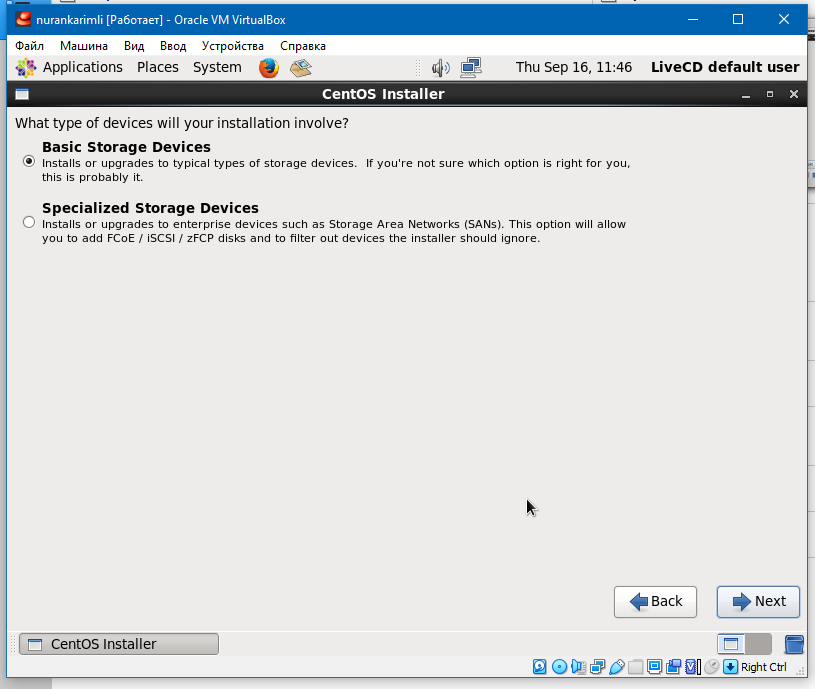 nurankarimli [Работает] - Oracle VM VirtualBox
Файл Машина Вид Ввод Устройства Справка
Applications Places System Thu Sep 16, 11:46 LiveCD default user
CentOS Installer
What type of devices will your installation involve?
Basic Storage Devices
Installs or upgrades to typical types of storage devices.  If you're not sure which option is right for you,
this is probably it.
Specialized Storage Devices
Installs or upgrades to enterprise devices such as Storage Area Networks (SANs). This option will allow
you to add FCoE / iSCSI / zFCP disks and to filter out devices the installer should ignore.
Back Next
CentOS Installer
Right Ctrl